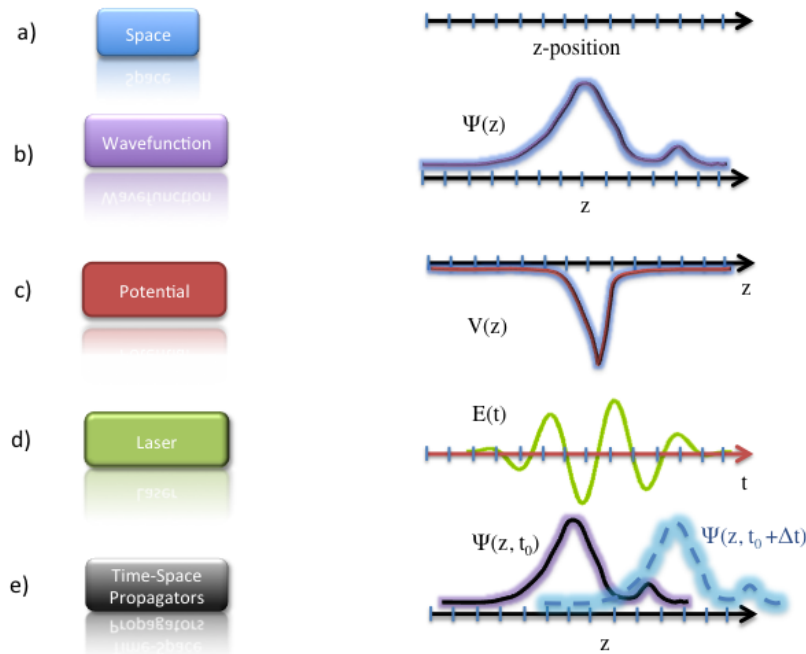 a)
Space
z-position
b)
Wavefunction
Ψ(z)
z
c)
Potential
z
V(z)
d)
Laser
E(t)
t
e)
Time-Space
Propagators
Ψ(z, t₀)
Ψ(z, t₀ +Δt)
z